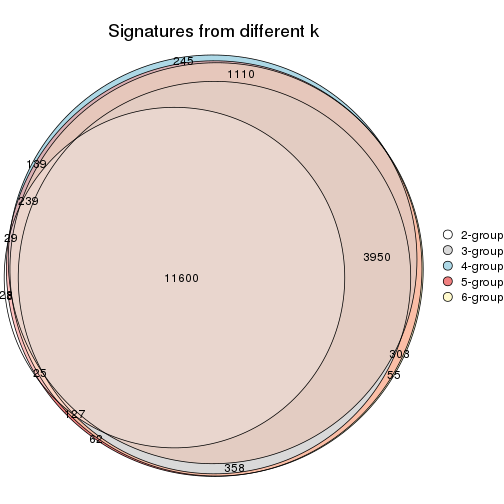 Signatures from different k
245
1110
139
239
29
3950
11600
303
55
25
127
62
358
2-group
3-group
4-group
5-group
6-group